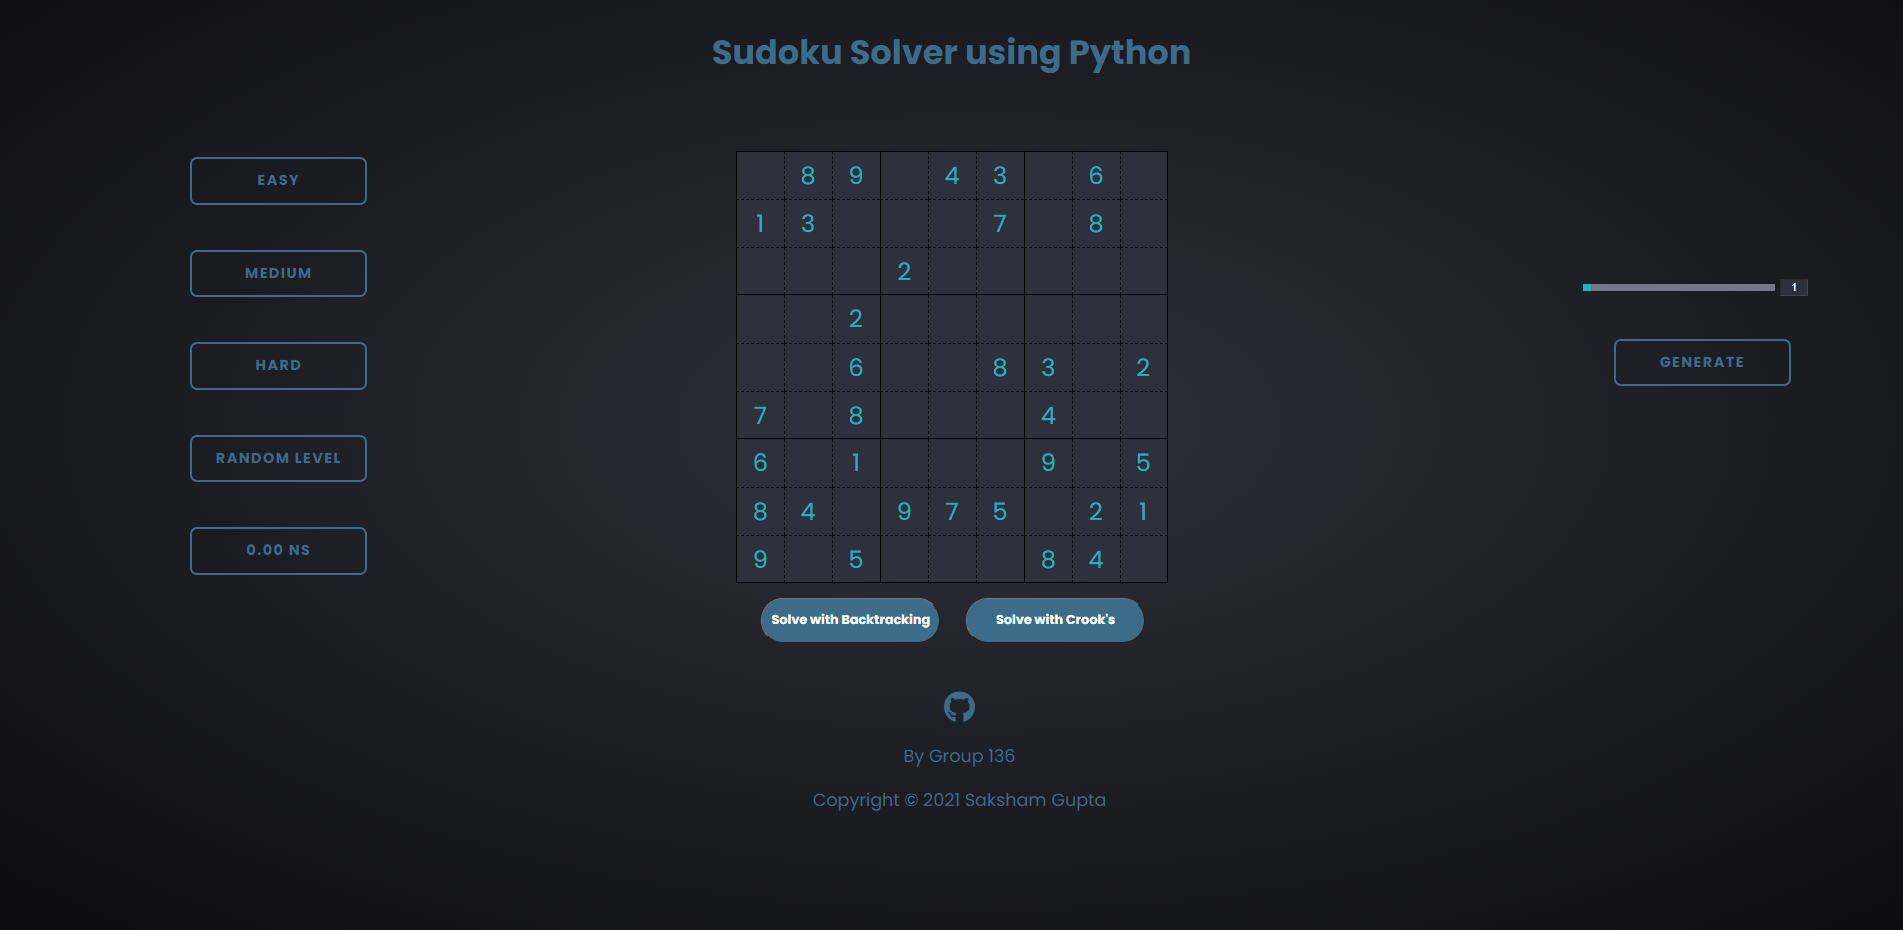 Sudoku Solver using Python
EASY
MEDIUM
HARD
RANDOM LEVEL
0.00 NS
8 9 4 3 6
1 3 7 8
2
2
6 8 3 2
7 8 4
6 1 9 5
8 4 9 7 5 2 1
9 5 8 4
Solve with Backtracking
Solve with Crook's
1
GENERATE
By Group 136
Copyright © 2021 Saksham Gupta